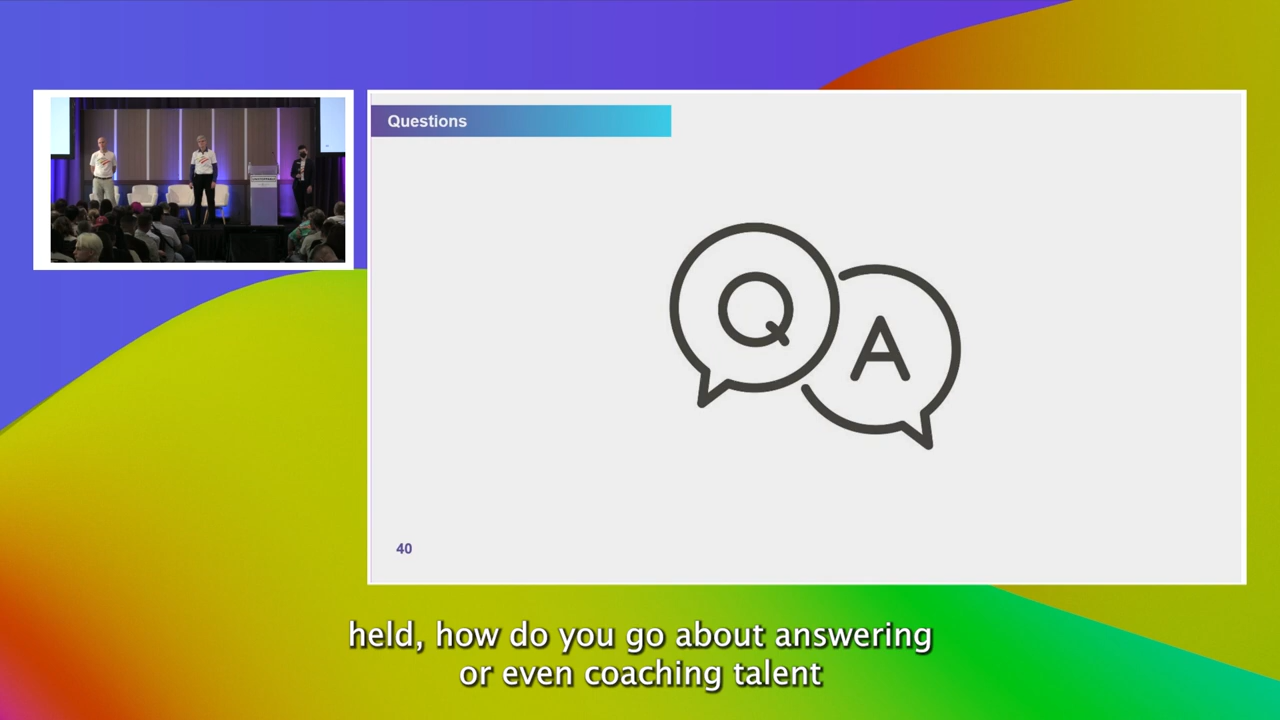 Questions
Q
A
40
held, how do you go about answering
or even coaching talent